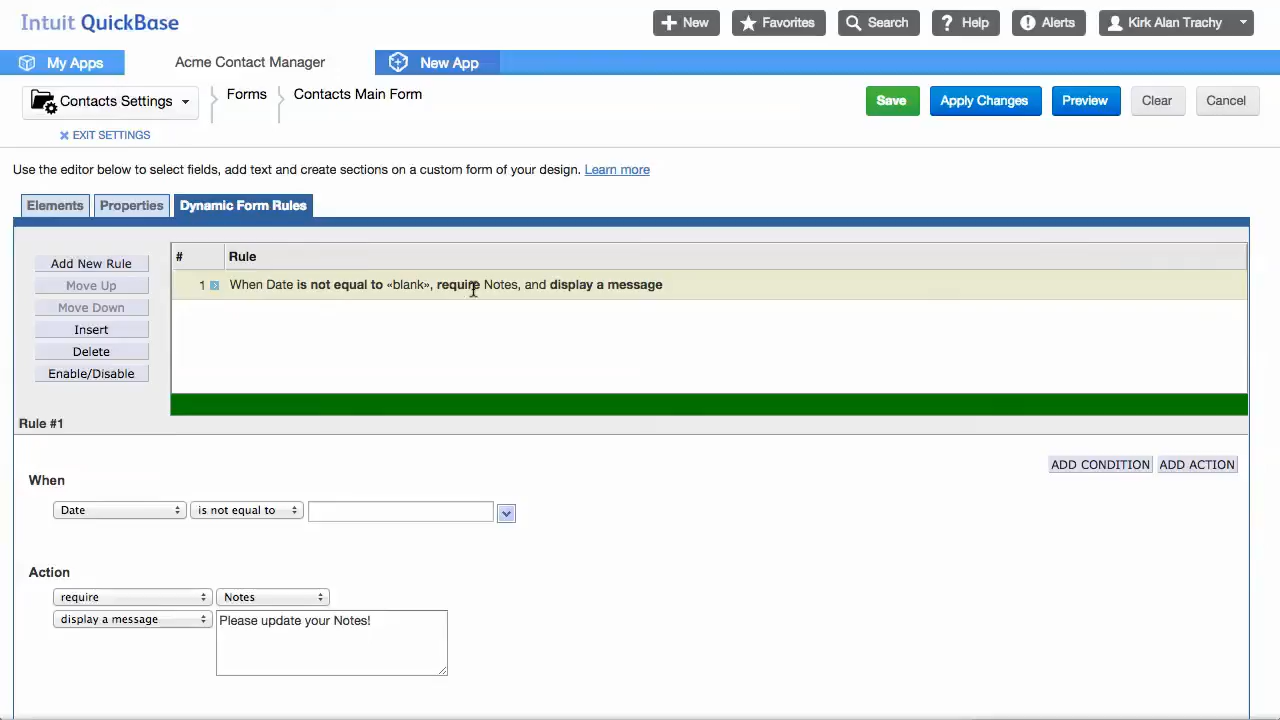 Intuit QuickBase
New
Favorites
Search
Help
Alerts
Kirk Alan Trachy
My Apps
Acme Contact Manager
New App
Contacts Settings
Forms
Contacts Main Form
Save
Apply Changes
Preview
Clear
Cancel
EXIT SETTINGS
Use the editor below to select fields, add text and create sections on a custom form of your design. Learn more
Elements
Properties
Dynamic Form Rules
# Rule
Add New Rule
Move Up
Move Down
Insert
Delete
Enable/Disable
1 When Date is not equal to «blank», require Notes, and display a message
Rule #1
ADD CONDITION
ADD ACTION
When
Date
is not equal to
Action
require
Notes
display a message
Please update your Notes!